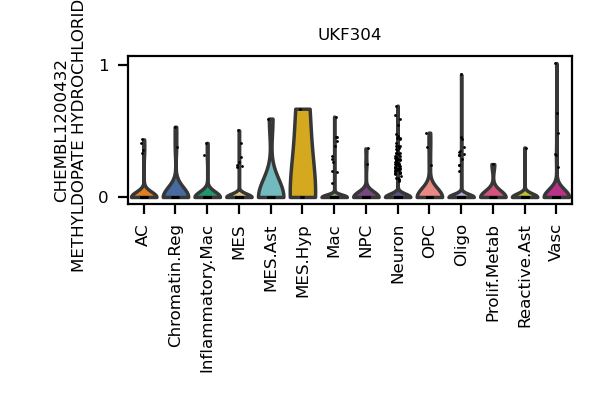 UKF304
CHEMBL1200432
METHYLDOPATE HYDROCHLORID
1
0
AC
Chromatin.Reg
Inflammatory.Mac
MES
MES.Ast
MES.Hyp
Mac
NPC
Neuron
OPC
Oligo
Prolif.Metab
Reactive.Ast
Vasc